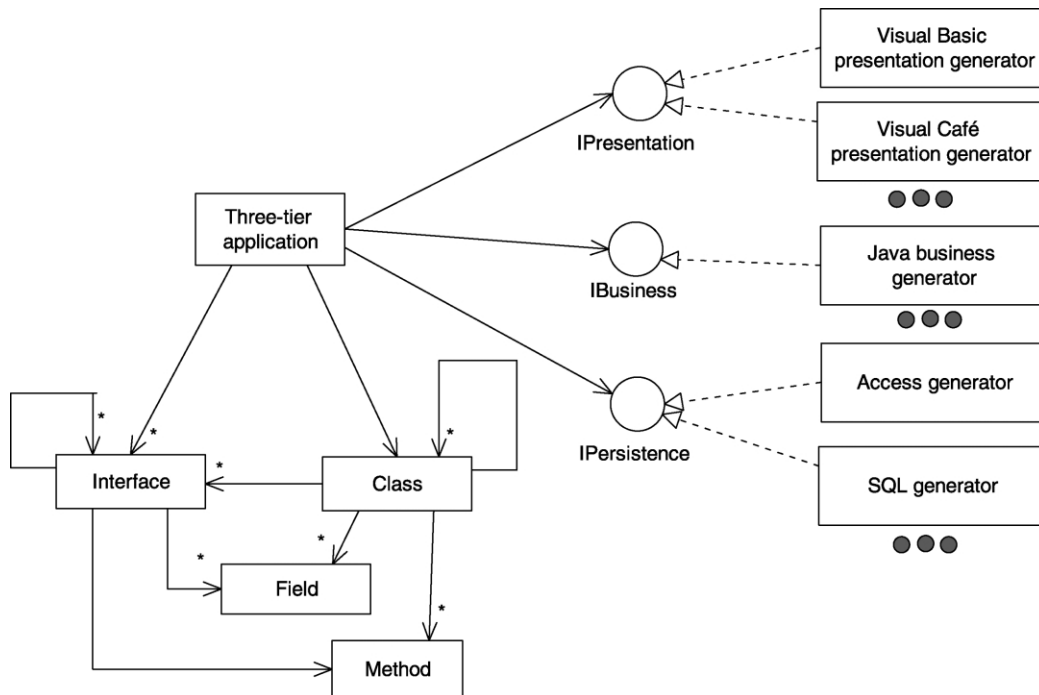 Visual Basic
presentation generator
IPresentation
Visual Café
presentation generator
Three-tier
application
IBusiness
Java business
generator
Access generator
*
*
*
IPersistence
Interface
*
Class
SQL generator
*
*
Field
*
Method